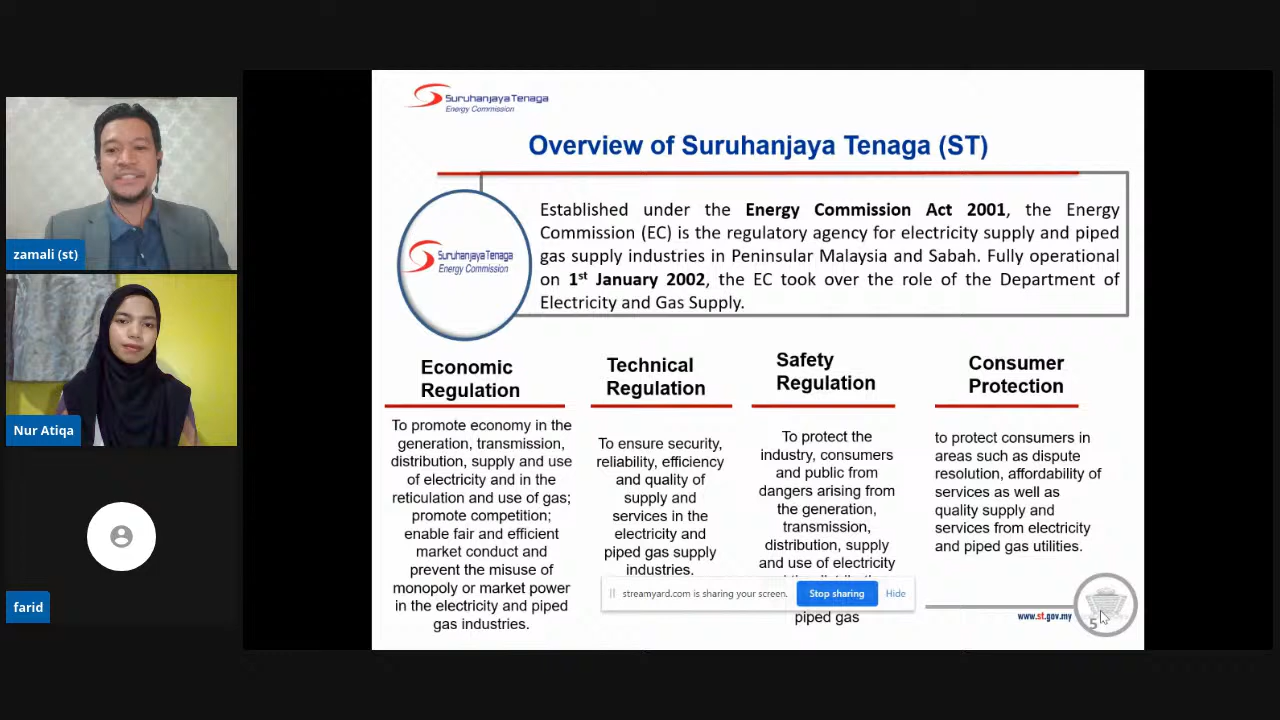 Suruhanjaya Tenaga
Energy Commission
Overview of Suruhanjaya Tenaga (ST)
Suruhanjaya Tenaga
Energy Commission
Established under the Energy Commission Act 2001, the Energy
Commission (EC) is the regulatory agency for electricity supply and piped
gas supply industries in Peninsular Malaysia and Sabah. Fully operational
on 1st January 2002, the EC took over the role of the Department of
Electricity and Gas Supply.
Economic
Regulation
To promote economy in the
generation, transmission,
distribution, supply and use
of electricity and in the
reticulation and use of gas;
promote competition;
enable fair and efficient
market conduct and
prevent the misuse of
monopoly or market power
in the electricity and piped
gas industries.
Technical
Regulation
To ensure security,
reliability, efficiency
and quality of
supply and
services in the
electricity and
piped gas supply
industries.
Safety
Regulation
To protect the
industry, consumers
and public from
dangers arising from
the generation,
transmission,
distribution, supply
and use of electricity
piped gas
Consumer
Protection
to protect consumers in
areas such as dispute
resolution, affordability of
services as well as
quality supply and
services from electricity
and piped gas utilities.
streamyard.com is sharing your screen.
Stop sharing
Hide
www.st.gov.my
5
zamali (st)
Nur Atiqa
farid